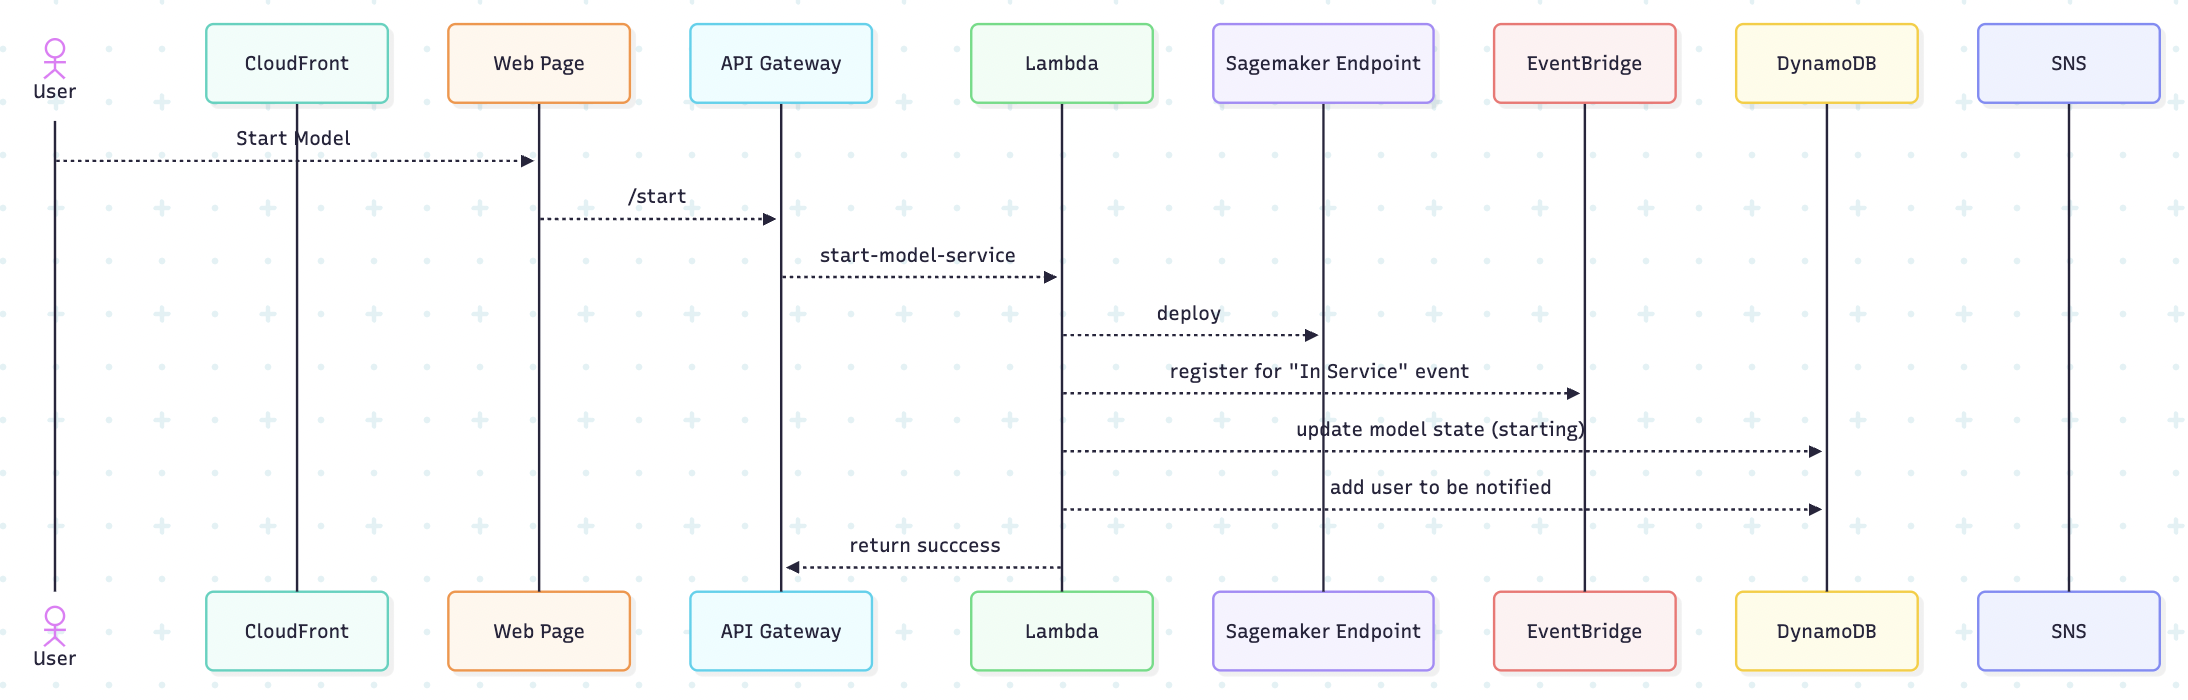 User
CloudFront
Web Page
API Gateway
Lambda
Sagemaker Endpoint
EventBridge
DynamoDB
SNS
Start Model
/start
start-model-service
deploy
register for "In Service" event
update model state (starting)
add user to be notified
return succcess
User
CloudFront
Web Page
API Gateway
Lambda
Sagemaker Endpoint
EventBridge
DynamoDB
SNS